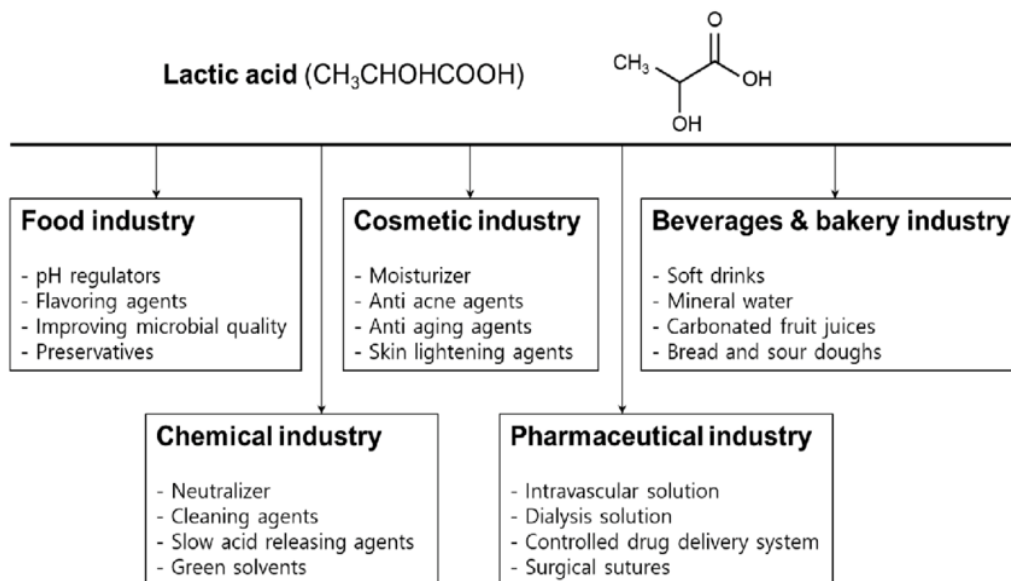 Lactic acid (CH₃CHOHCOOH)
O
CH₃
OH
OH
Food industry
- pH regulators
- Flavoring agents
- Improving microbial quality
- Preservatives
Cosmetic industry
- Moisturizer
- Anti acne agents
- Anti aging agents
- Skin lightening agents
Beverages & bakery industry
- Soft drinks
- Mineral water
- Carbonated fruit juices
- Bread and sour doughs
Chemical industry
- Neutralizer
- Cleaning agents
- Slow acid releasing agents
- Green solvents
Pharmaceutical industry
- Intravascular solution
- Dialysis solution
- Controlled drug delivery system
- Surgical sutures